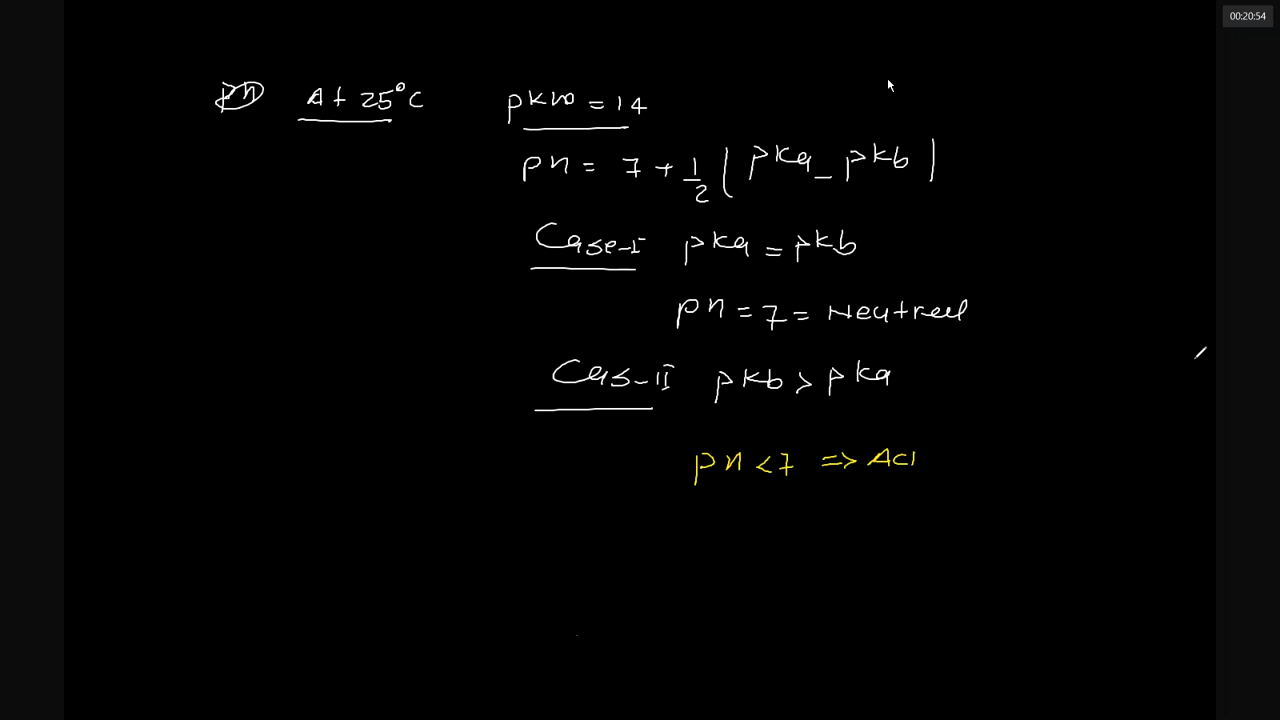 00:20:54
pH At 25°C pKw = 14
pH = 7 + 1/2 [ pKa - pKb ]
Case-I pKa = pKb
pH = 7 = Neutral
Cas-II pKb > pKa
pH < 7 => Aci